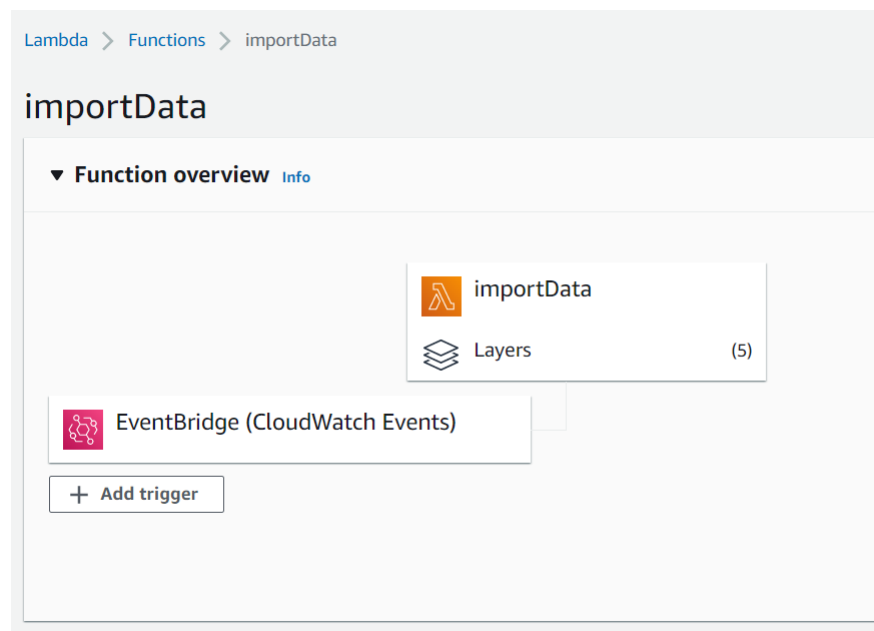 Lambda > Functions > importData
importData
Function overview Info
importData
Layers (5)
EventBridge (CloudWatch Events)
+ Add trigger